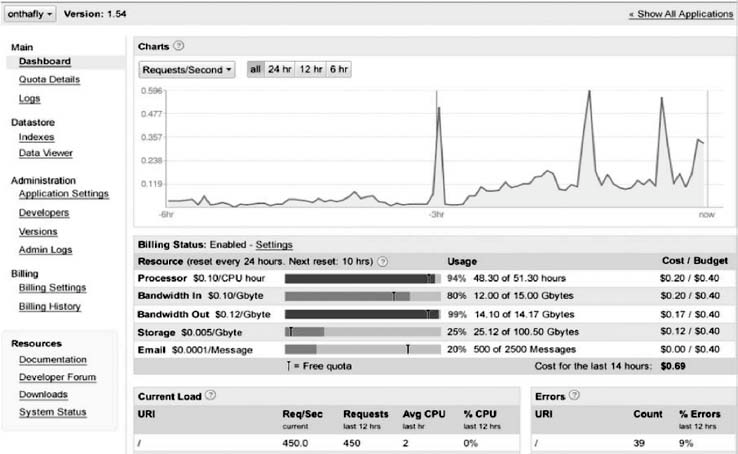 onthafly Version: 1.54 « Show All Applications
Main
Dashboard
Quota Details
Logs
Datastore
Indexes
Data Viewer
Administration
Application Settings
Developers
Versions
Admin Logs
Billing
Billing Settings
Billing History
Resources
Documentation
Developer Forum
Downloads
System Status
Charts ?
Requests/Second all 24 hr 12 hr 6 hr
0.596
0.477
0.357
0.238
0.119
-6hr -3hr now
Billing Status: Enabled - Settings
Resource (reset every 24 hours. Next reset: 10 hrs) ? Usage Cost / Budget
Processor $0.10/CPU hour 94% 48.30 of 51.30 hours $0.20 / $0.40
Bandwidth In $0.10/Gbyte 80% 12.00 of 15.00 Gbytes $0.20 / $0.40
Bandwidth Out $0.12/Gbyte 99% 14.10 of 14.17 Gbytes $0.17 / $0.40
Storage $0.005/Gbyte 25% 25.12 of 100.50 Gbytes $0.12 / $0.40
Email $0.0001/Message 20% 500 of 2500 Messages $0.00 / $0.40
= Free quota Cost for the last 14 hours: $0.69
Current Load ?
URI Req/Sec Requests Avg CPU % CPU
current last 12 hrs last hr last 12 hrs
/ 450.0 450 2 0%
Errors ?
URI Count % Errors
last 12 hrs
/ 39 9%